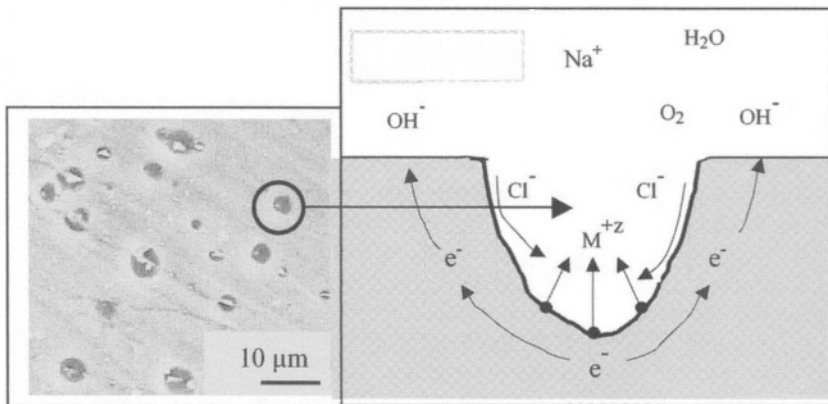 H₂O
Na⁺
O₂
OH⁻
OH⁻
Cl⁻
Cl⁻
M⁺ᶻ
e⁻
e⁻
e⁻
10 µm